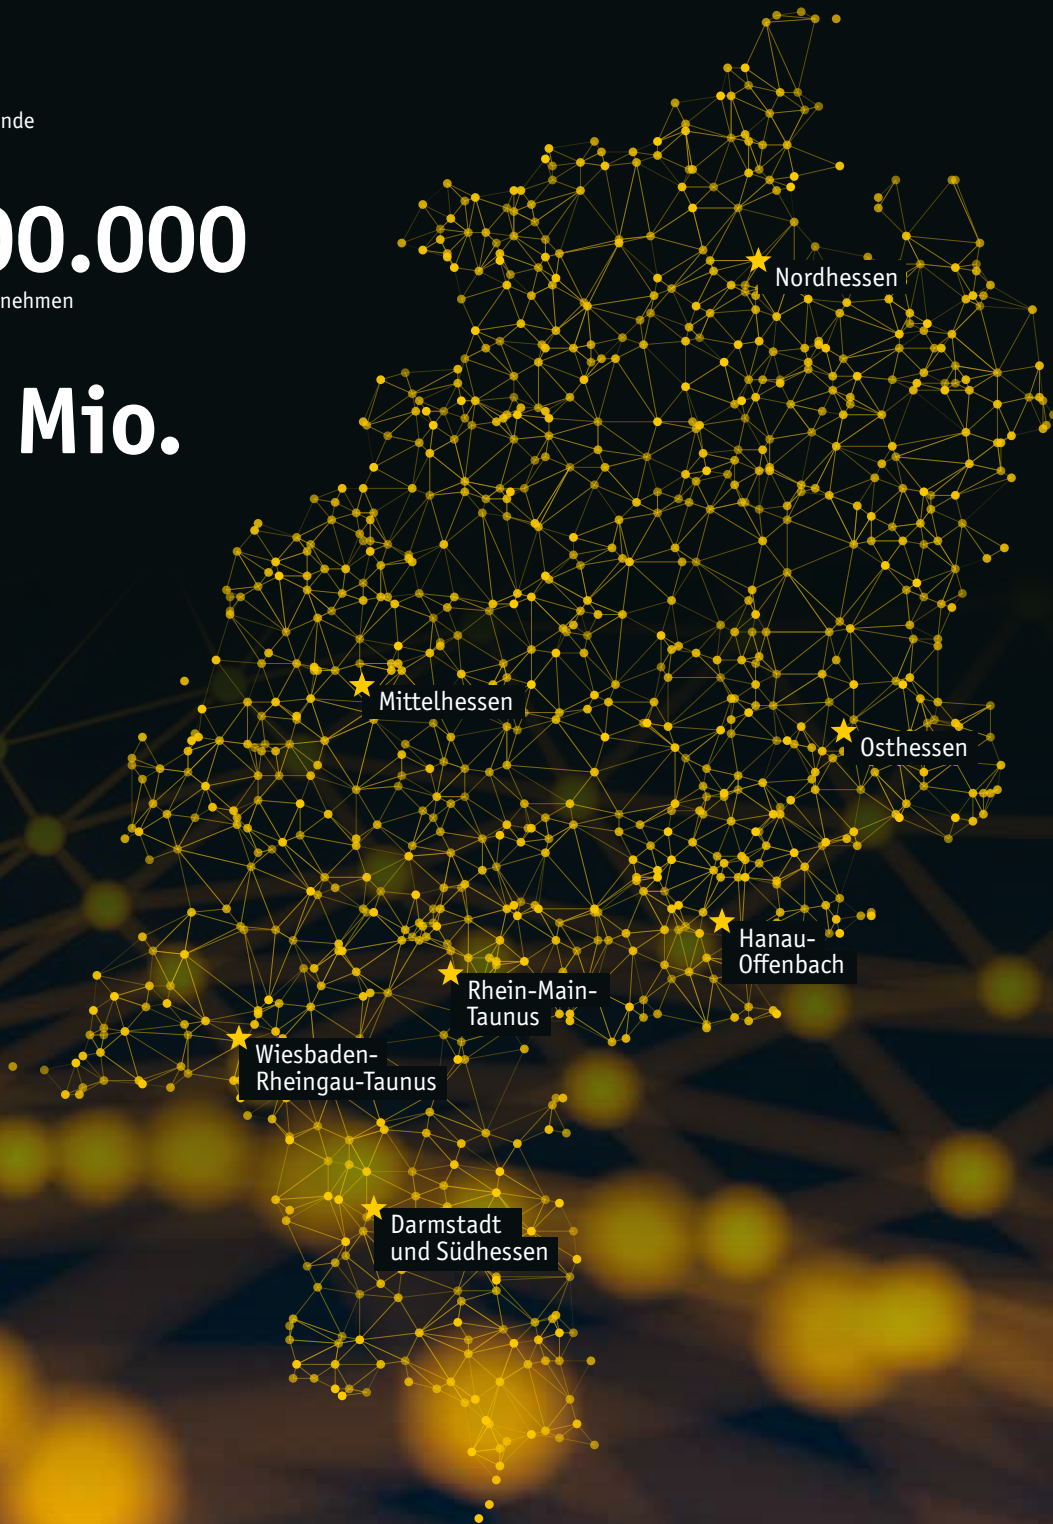 nde
00.000
nehmen
Mio.
Nordhessen
Mittelhessen
Osthessen
Hanau-
Offenbach
Rhein-Main-
Taunus
Wiesbaden-
Rheingau-Taunus
Darmstadt
und Südhessen